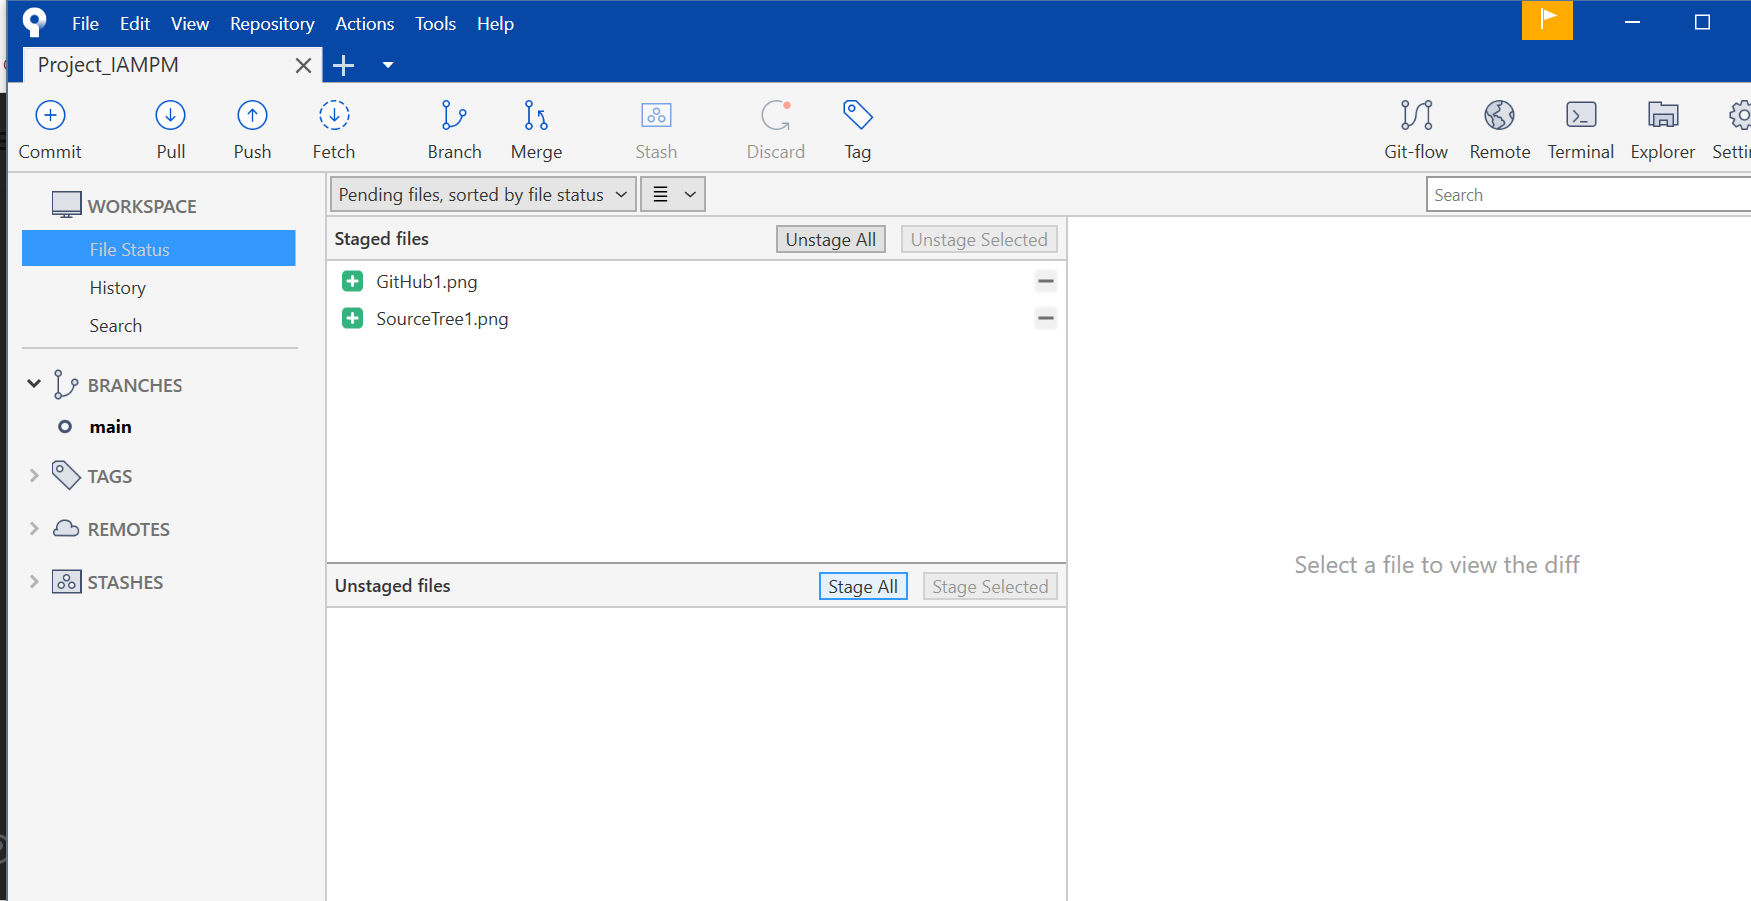 File Edit View Repository Actions Tools Help
Project_IAMPM
Commit Pull Push Fetch Branch Merge Stash Discard Tag Git-flow Remote Terminal Explorer Setti
WORKSPACE
File Status
History
Search
BRANCHES
main
TAGS
REMOTES
STASHES
Pending files, sorted by file status
Search
Staged files Unstage All Unstage Selected
GitHub1.png
SourceTree1.png
Unstaged files Stage All Stage Selected
Select a file to view the diff